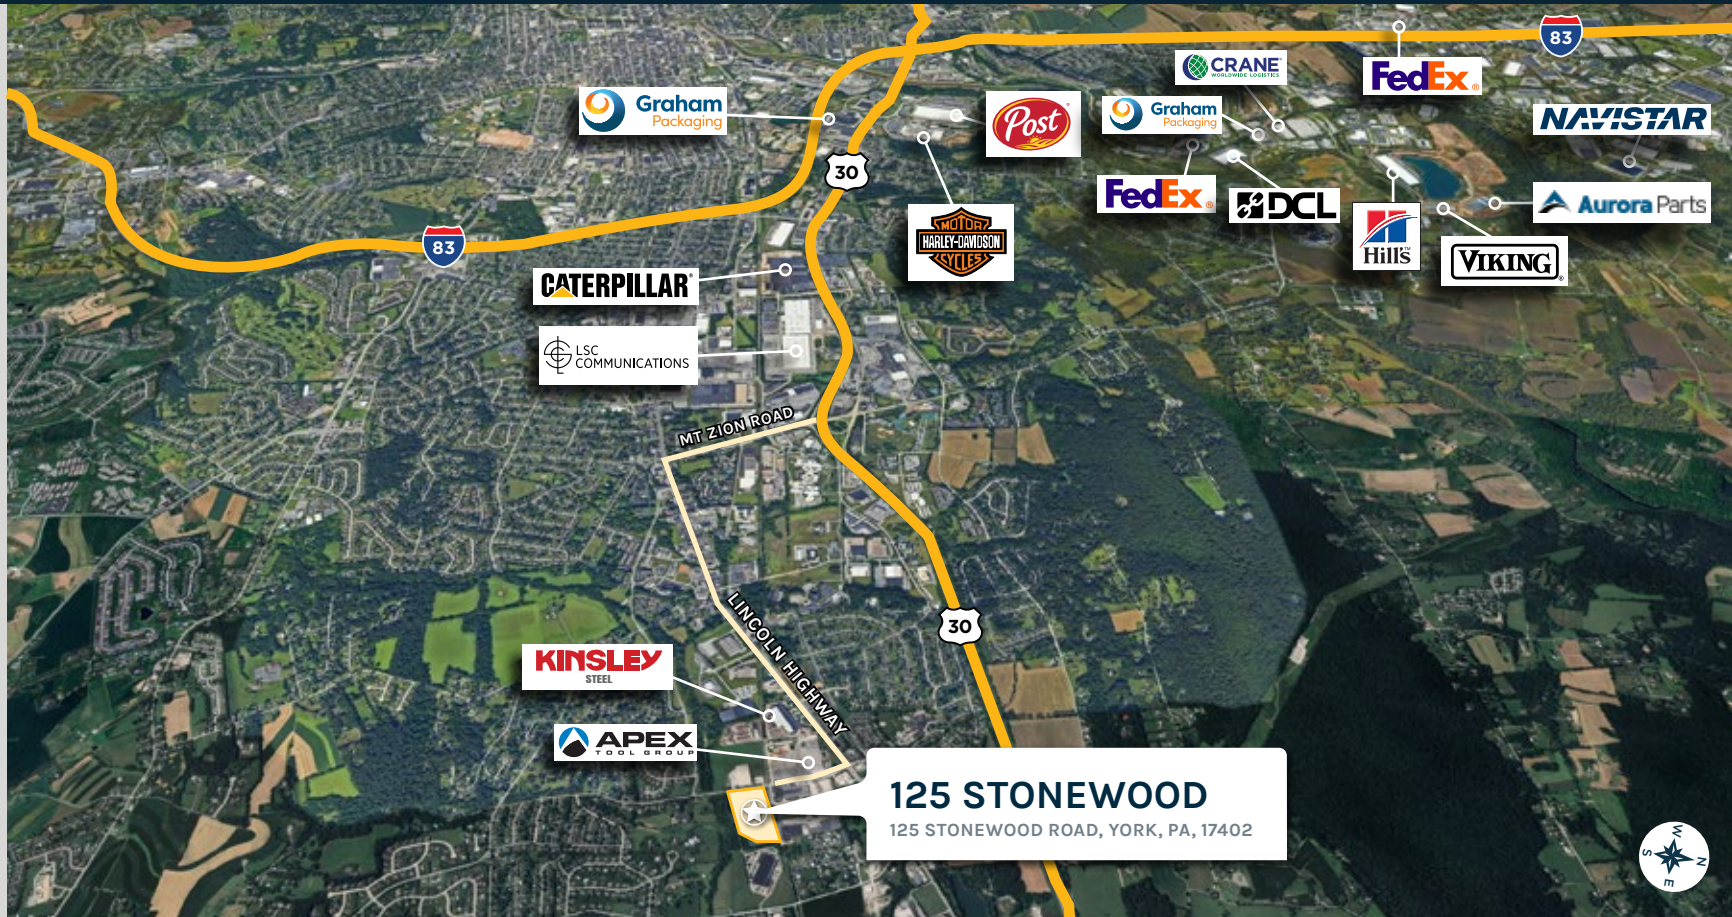 83
CRANE
WORLDWIDE LOGISTICS
FedEx
Graham
Packaging
Post
Graham
Packaging
NAVISTAR
30
FedEx
DCL
Aurora Parts
MOTOR
HARLEY-DAVIDSON
CYCLES
Hill's
VIKING
83
CATERPILLAR
LSC
COMMUNICATIONS
MT ZION ROAD
LINCOLN HIGHWAY
30
KINSLEY
STEEL
APEX
TOOL GROUP
125 STONEWOOD
125 STONEWOOD ROAD, YORK, PA, 17402
W
S
N
E